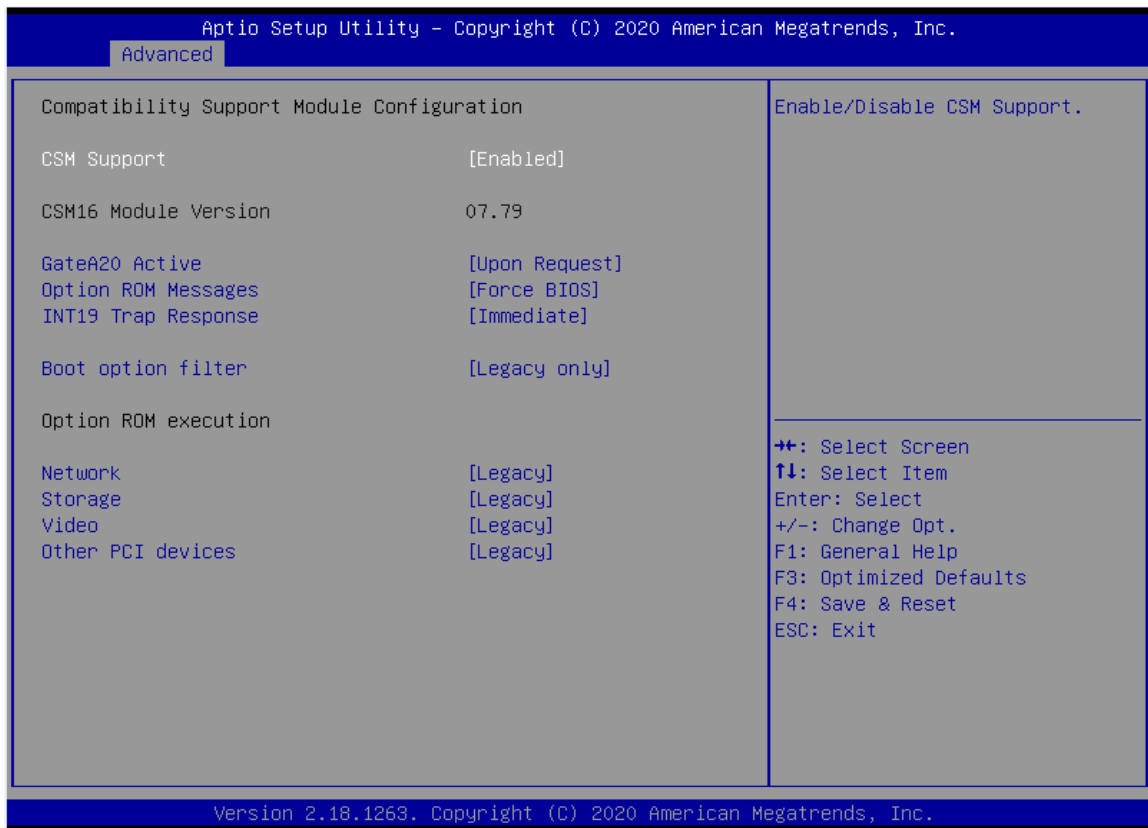 Aptio Setup Utility – Copyright (C) 2020 American Megatrends, Inc.
Advanced
Compatibility Support Module Configuration
CSM Support [Enabled]
CSM16 Module Version 07.79
GateA20 Active [Upon Request]
Option ROM Messages [Force BIOS]
INT19 Trap Response [Immediate]
Boot option filter [Legacy only]
Option ROM execution
Network [Legacy]
Storage [Legacy]
Video [Legacy]
Other PCI devices [Legacy]
Enable/Disable CSM Support.
→←: Select Screen
↑↓: Select Item
Enter: Select
+/-: Change Opt.
F1: General Help
F3: Optimized Defaults
F4: Save & Reset
ESC: Exit
Version 2.18.1263. Copyright (C) 2020 American Megatrends, Inc.